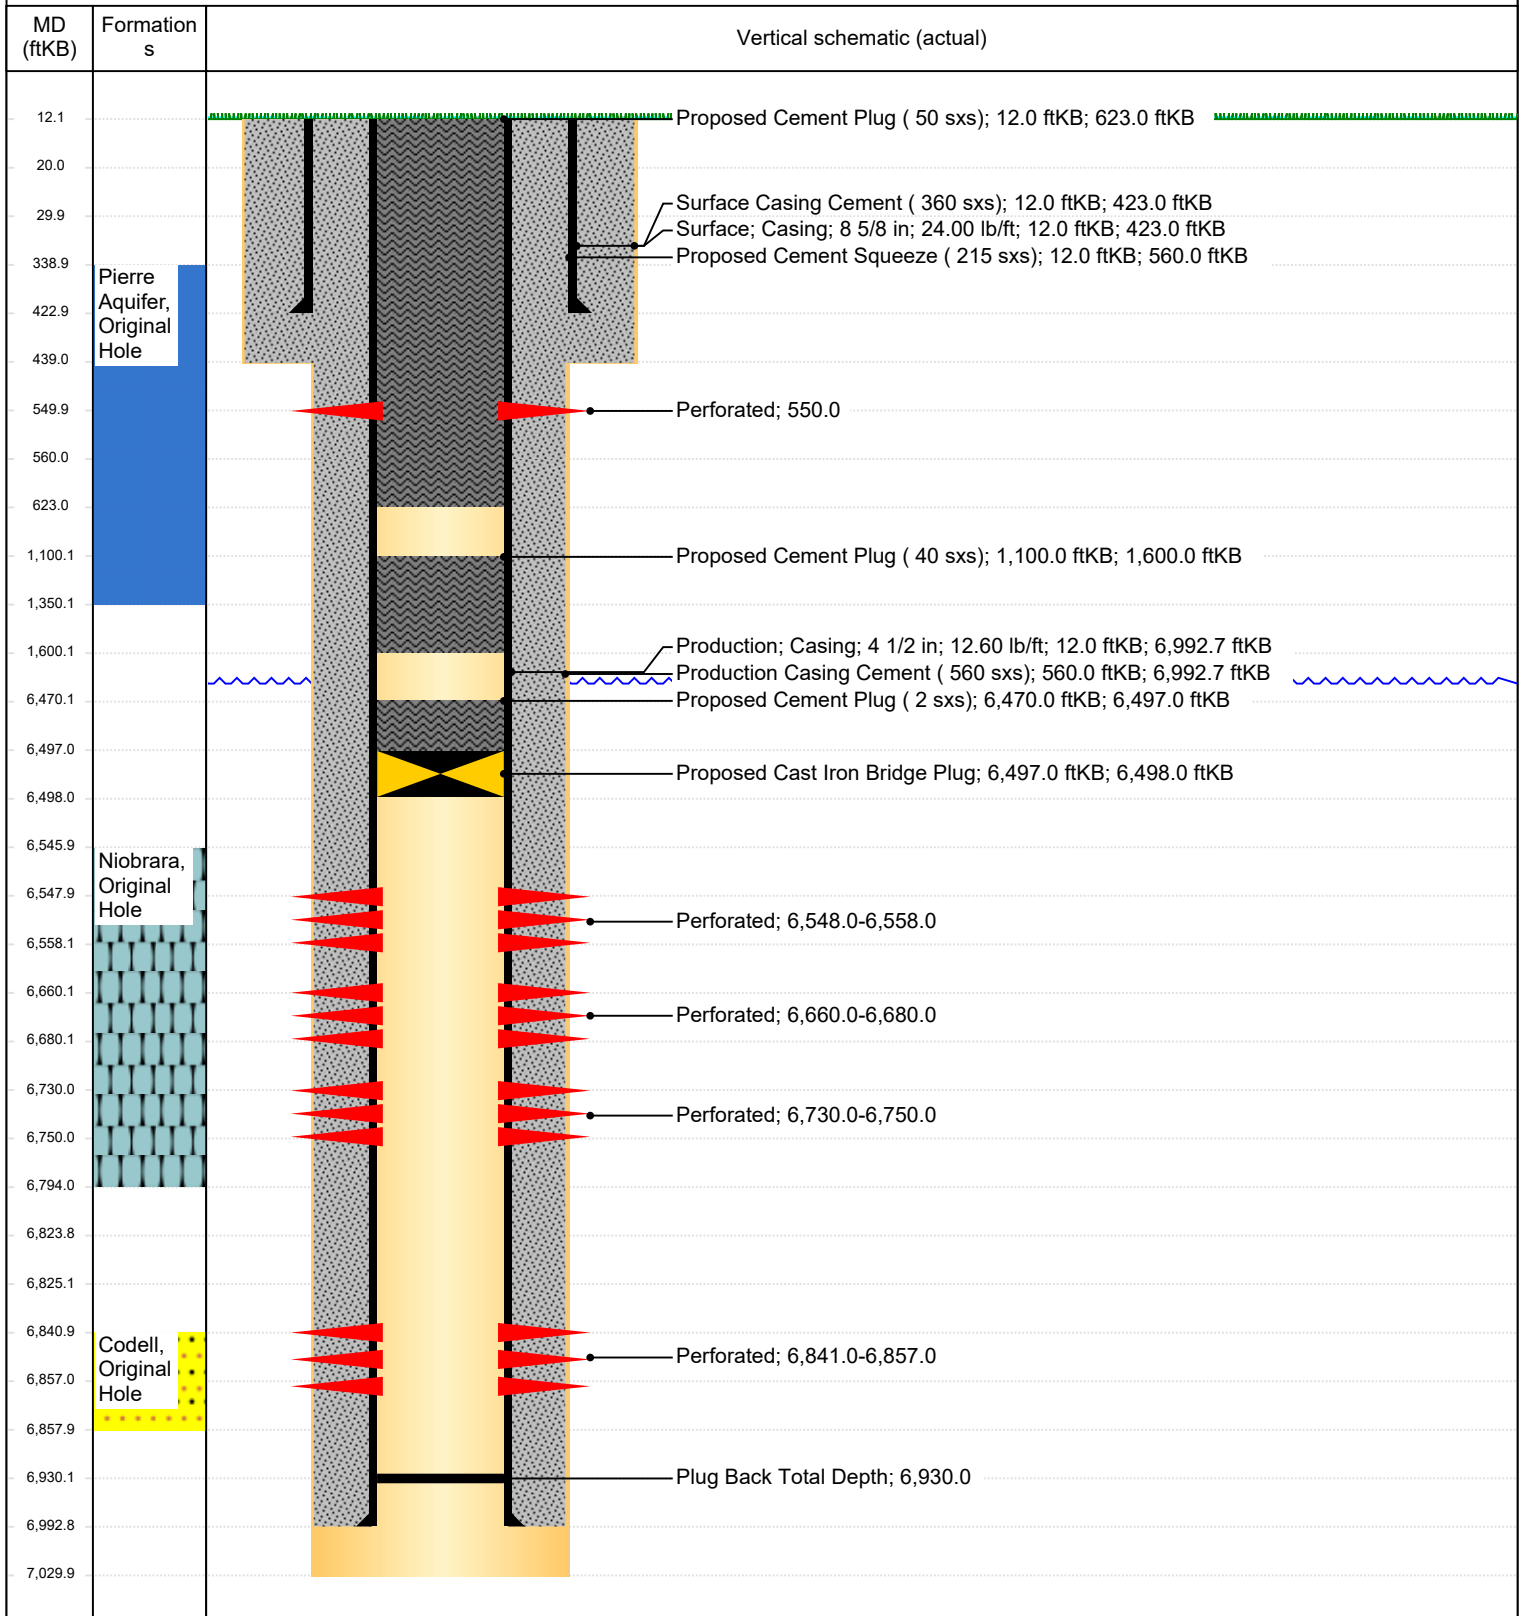 MD
(ftKB)
Formation
s
Vertical schematic (actual)
12.1
Proposed Cement Plug ( 50 sxs); 12.0 ftKB; 623.0 ftKB
20.0
Surface Casing Cement ( 360 sxs); 12.0 ftKB; 423.0 ftKB
29.9
Surface; Casing; 8 5/8 in; 24.00 lb/ft; 12.0 ftKB; 423.0 ftKB
Proposed Cement Squeeze ( 215 sxs); 12.0 ftKB; 560.0 ftKB
338.9
Pierre
Aquifer,
Original
Hole
422.9
439.0
549.9
Perforated; 550.0
560.0
623.0
1,100.1
Proposed Cement Plug ( 40 sxs); 1,100.0 ftKB; 1,600.0 ftKB
1,350.1
1,600.1
Production; Casing; 4 1/2 in; 12.60 lb/ft; 12.0 ftKB; 6,992.7 ftKB
Production Casing Cement ( 560 sxs); 560.0 ftKB; 6,992.7 ftKB
6,470.1
Proposed Cement Plug ( 2 sxs); 6,470.0 ftKB; 6,497.0 ftKB
6,497.0
Proposed Cast Iron Bridge Plug; 6,497.0 ftKB; 6,498.0 ftKB
6,498.0
6,545.9
Niobrara,
Original
Hole
6,547.9
Perforated; 6,548.0-6,558.0
6,558.1
6,660.1
Perforated; 6,660.0-6,680.0
6,680.1
6,730.0
Perforated; 6,730.0-6,750.0
6,750.0
6,794.0
6,823.8
6,825.1
6,840.9
Codell,
Original
Hole
Perforated; 6,841.0-6,857.0
6,857.0
6,857.9
6,930.1
Plug Back Total Depth; 6,930.0
6,992.8
7,029.9